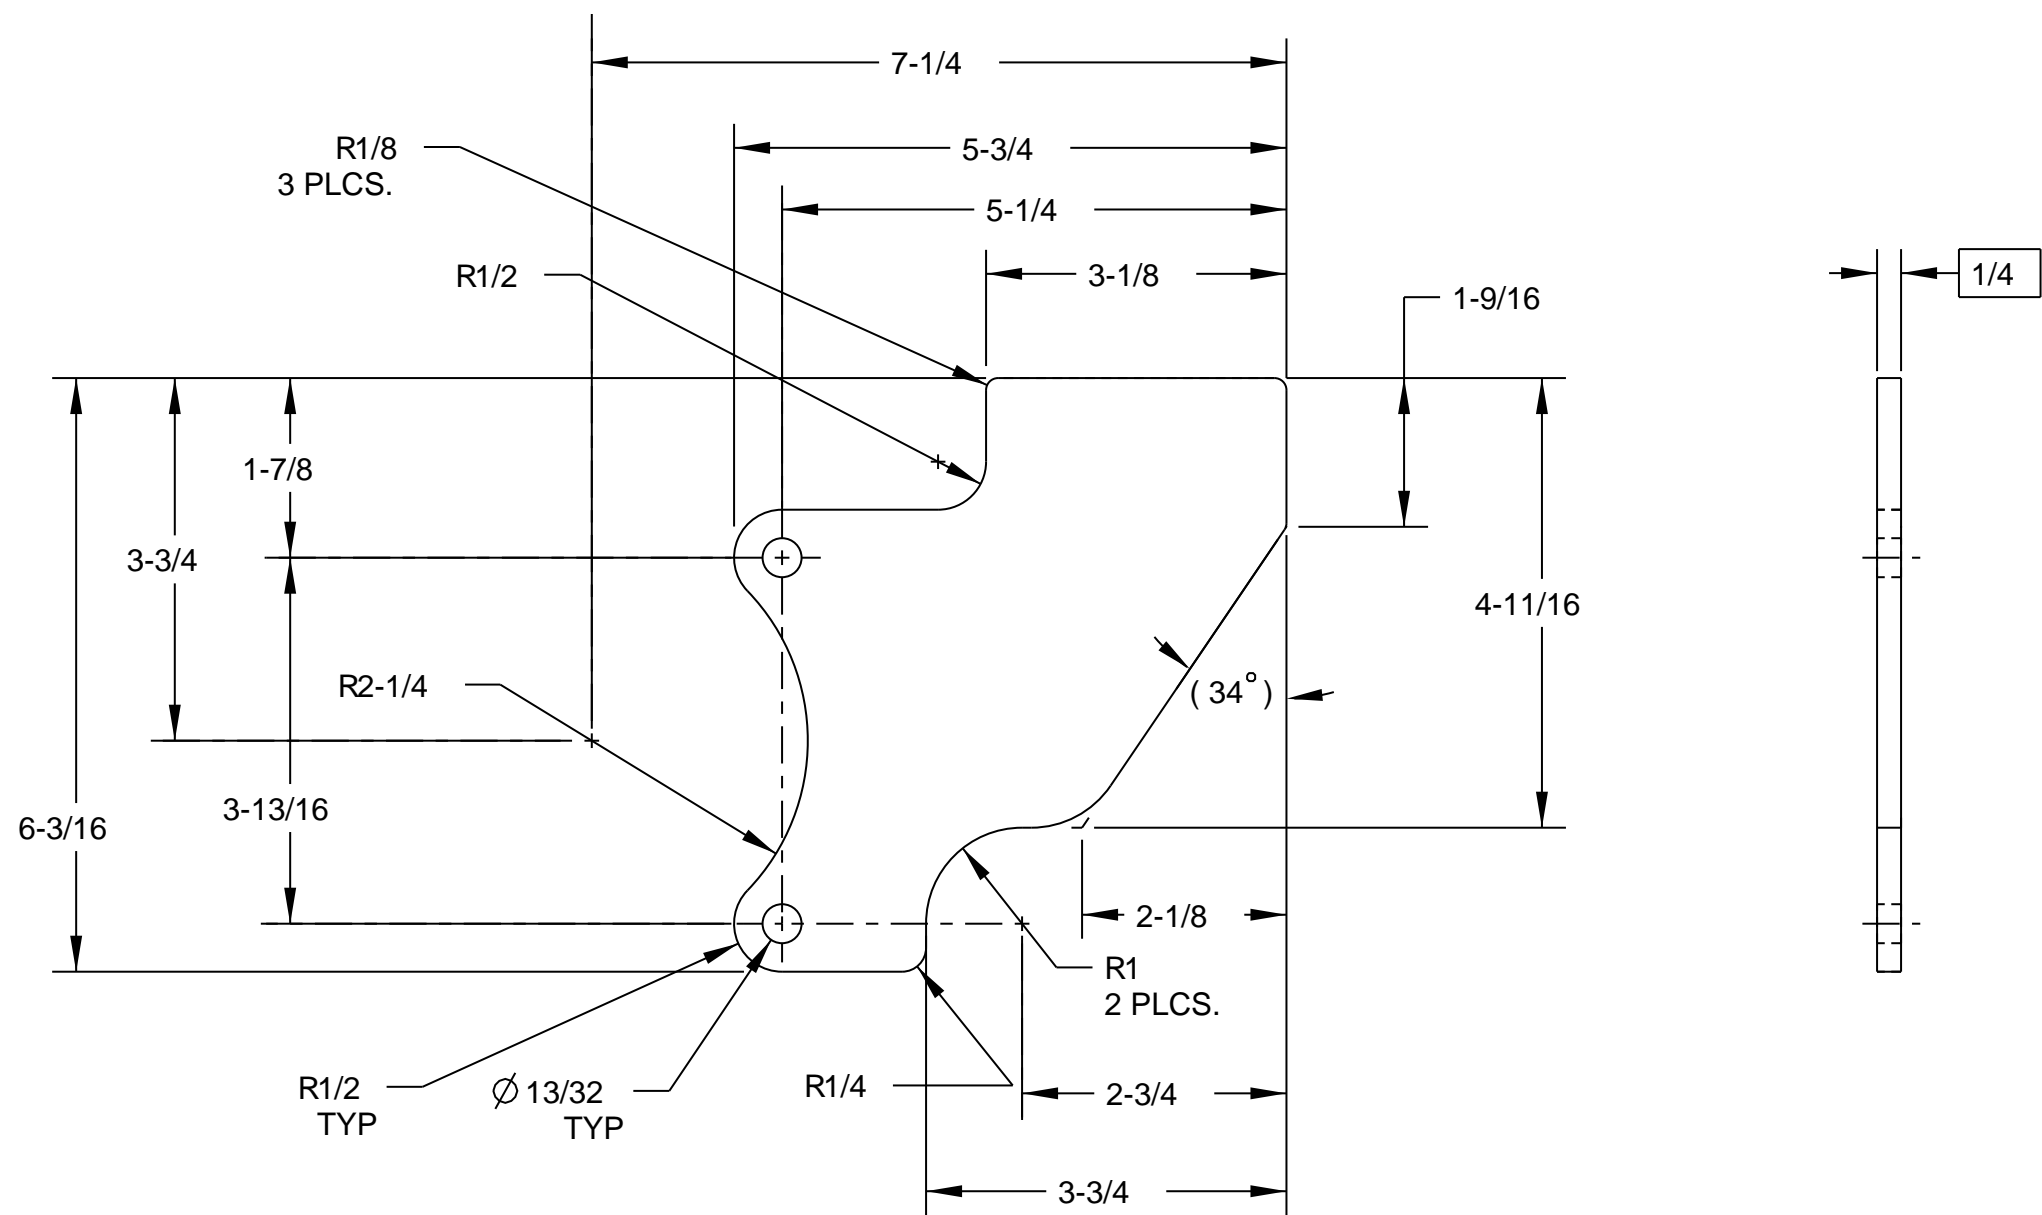 7-1/4
R1/8
3 PLCS.
5-3/4
5-1/4
R1/2
3-1/8
1-9/16
1/4
1-7/8
3-3/4
4-11/16
R2-1/4
( 34° )
3-13/16
6-3/16
2-1/8
R1
2 PLCS.
R1/2
TYP
Ø 13/32
TYP
R1/4
2-3/4
3-3/4